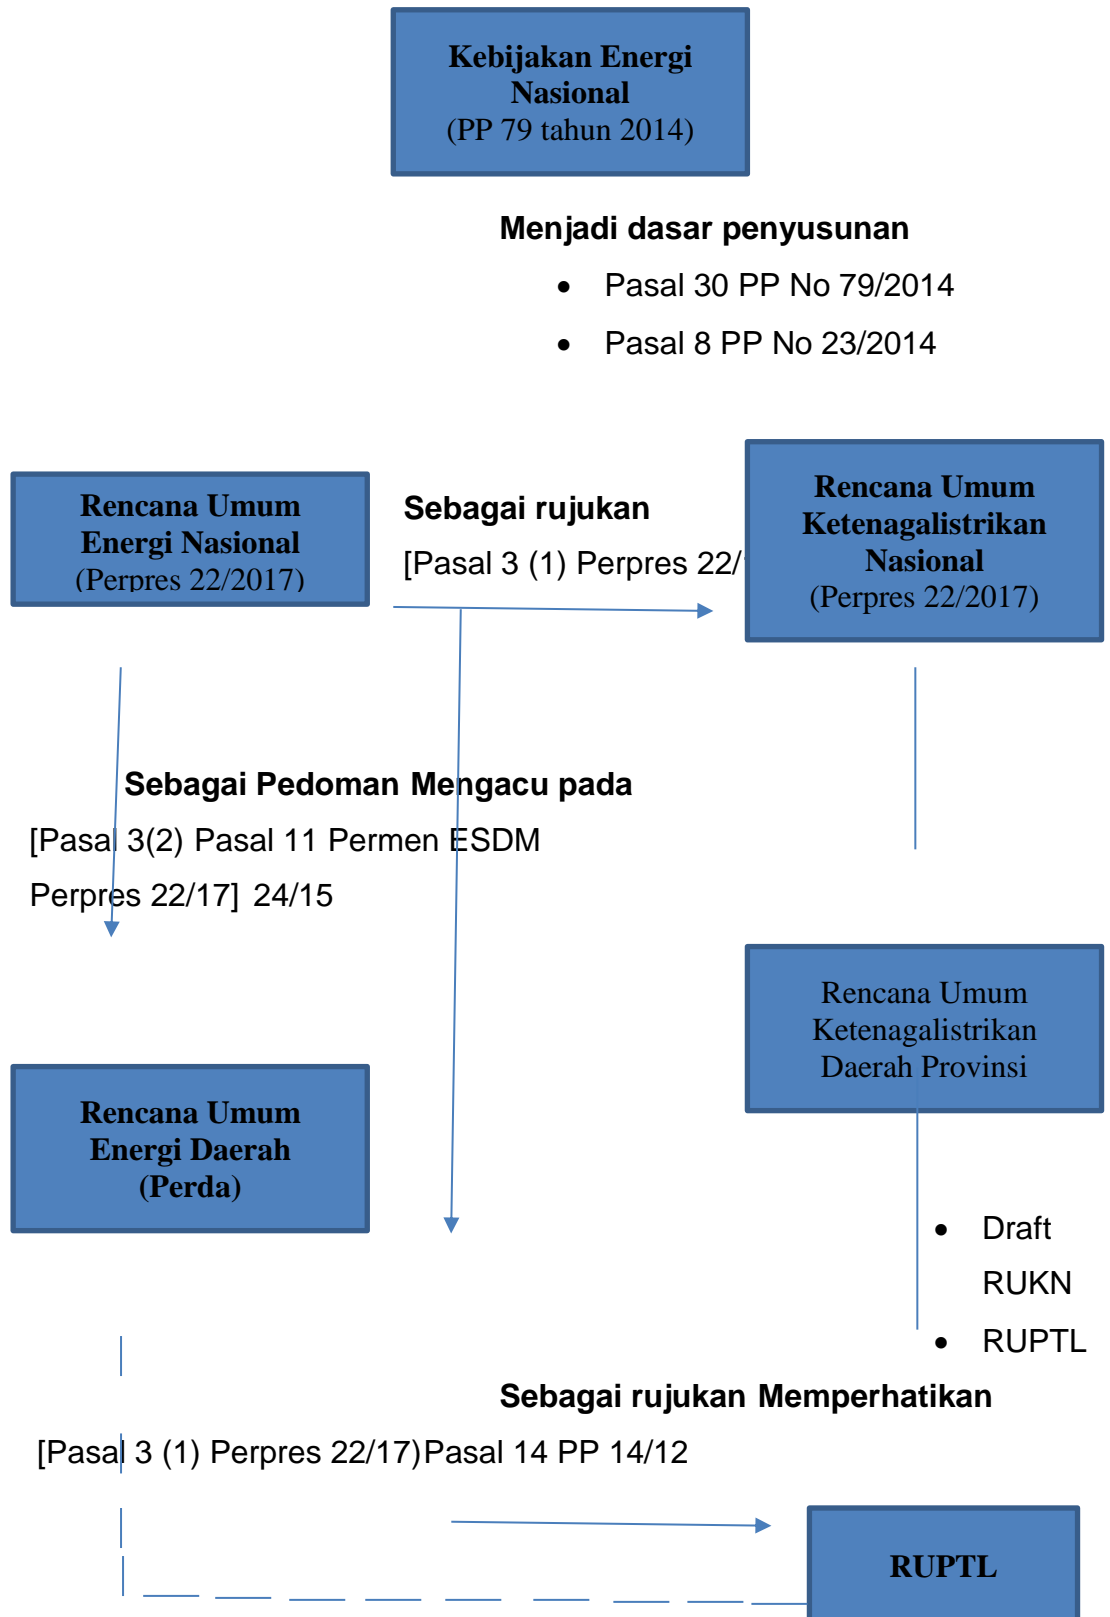 Kebijakan Energi
Nasional
(PP 79 tahun 2014)
Menjadi dasar penyusunan
• Pasal 30 PP No 79/2014
• Pasal 8 PP No 23/2014
Rencana Umum
Energi Nasional
(Perpres 22/2017)
Sebagai rujukan
[Pasal 3 (1) Perpres 22/
Rencana Umum
Ketenagalistrikan
Nasional
(Perpres 22/2017)
Sebagai Pedoman Mengacu pada
[Pasal 3(2) Pasal 11 Permen ESDM
Perpres 22/17] 24/15
Rencana Umum
Ketenagalistrikan
Daerah Provinsi
Rencana Umum
Energi Daerah
(Perda)
• Draft
RUKN
• RUPTL
Sebagai rujukan Memperhatikan
[Pasal 3 (1) Perpres 22/17)Pasal 14 PP 14/12
RUPTL